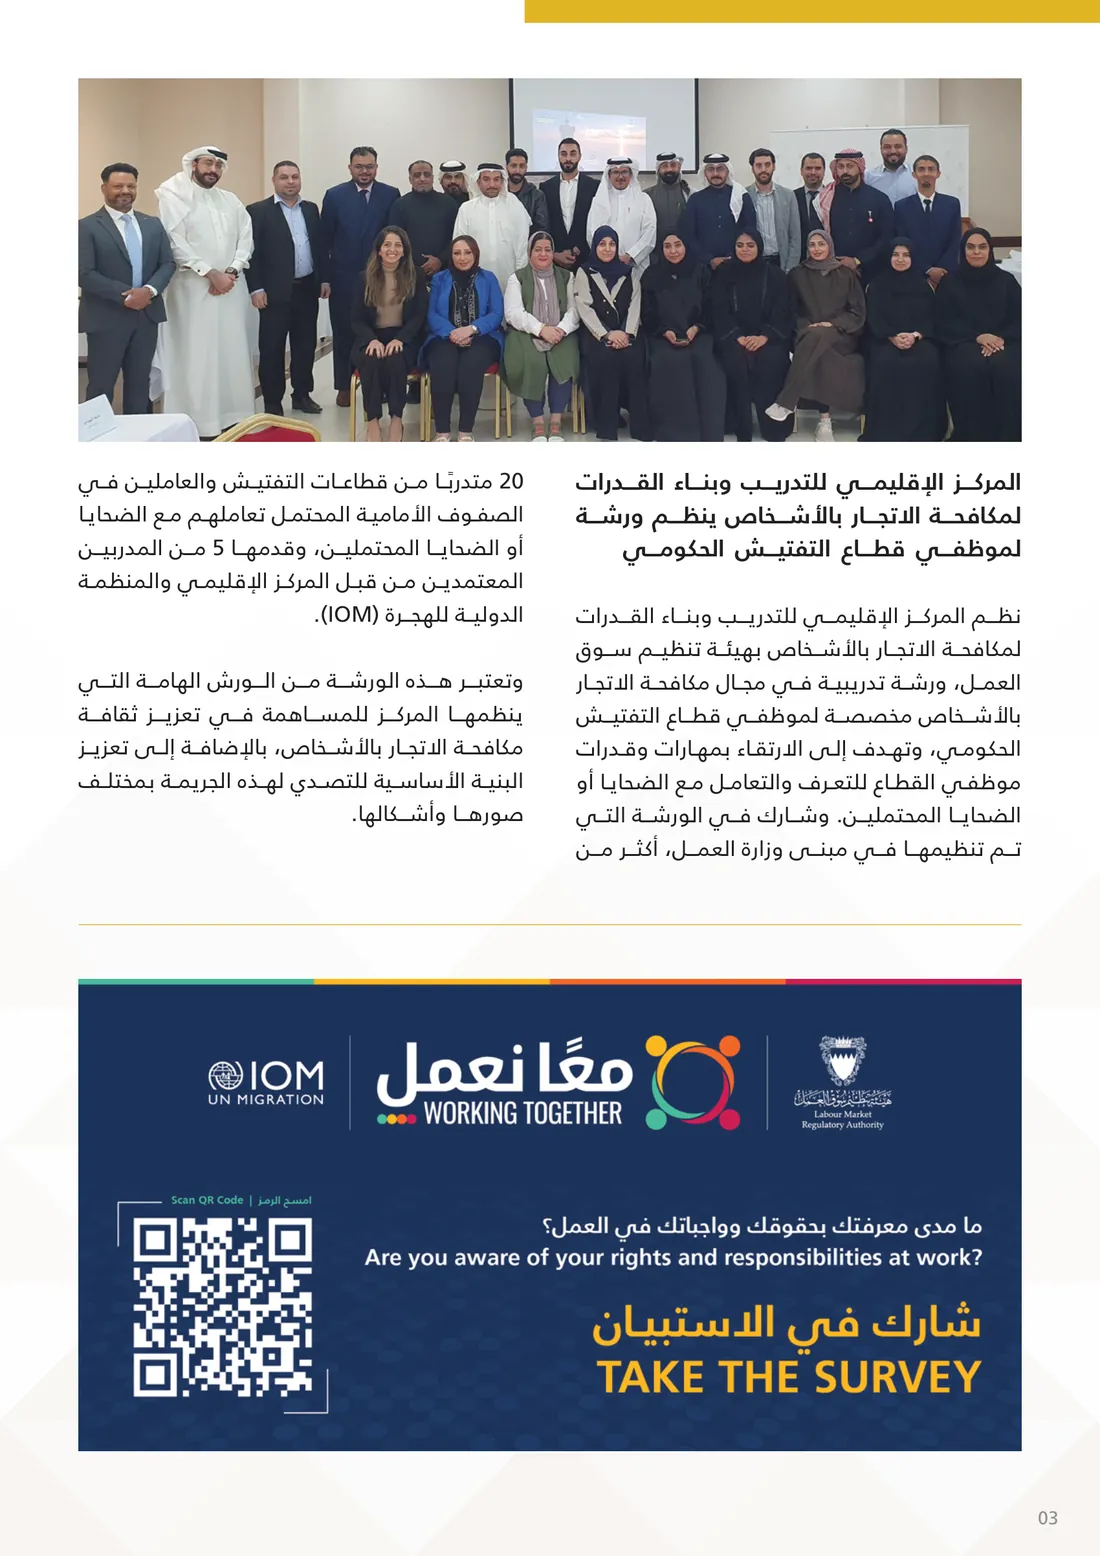 المركز الإقليمي للتدريب وبناء القدرات
لمكافحة الاتجار بالأشخاص ينظم ورشة
لموظفي قطاع التفتيش الحكومي
نظم المركز الإقليمي للتدريب وبناء القدرات
لمكافحة الاتجار بالأشخاص بهيئة تنظيم سوق
العمل، ورشة تدريبية في مجال مكافحة الاتجار
بالأشخاص مخصصة لموظفي قطاع التفتيش
الحكومي، وتهدف إلى الارتقاء بمهارات وقدرات
موظفي القطاع للتعرف والتعامل مع الضحايا أو
الضحايا المحتملين. وشارك في الورشة التي
تم تنظيمها في مبنى وزارة العمل، أكثر من
20 متدربًا من قطاعات التفتيش والعاملين في
الصفوف الأمامية المحتمل تعاملهم مع الضحايا
أو الضحايا المحتملين، وقدمها 5 من المدربين
المعتمدين من قبل المركز الإقليمي والمنظمة
الدولية للهجرة (IOM).
وتعتبر هذه الورشة من الورش الهامة التي
ينظمها المركز للمساهمة في تعزيز ثقافة
مكافحة الاتجار بالأشخاص، بالإضافة إلى تعزيز
البنية الأساسية للتصدي لهذه الجريمة بمختلف
صورها وأشكالها.
هيئة تنظيم سوق العمل
Labour Market
Regulatory Authority
معًا نعمل
WORKING TOGETHER
IOM
UN MIGRATION
Scan QR Code | امسح الرمز
ما مدى معرفتك بحقوقك وواجباتك في العمل؟
Are you aware of your rights and responsibilities at work?
شارك في الاستبيان
TAKE THE SURVEY
03